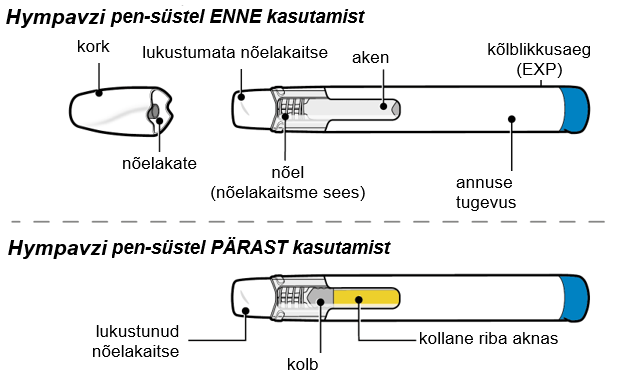 Hympavzi pen-süstel ENNE kasutamist
kork
lukustumata nõelakaitse
aken
kõlblikkusaeg
(EXP)
nõelakate
nõel
(nõelakaitsme sees)
annuse
tugevus
Hympavzi pen-süstel PÄRAST kasutamist
lukustunud
nõelakaitse
kolb
kollane riba aknas